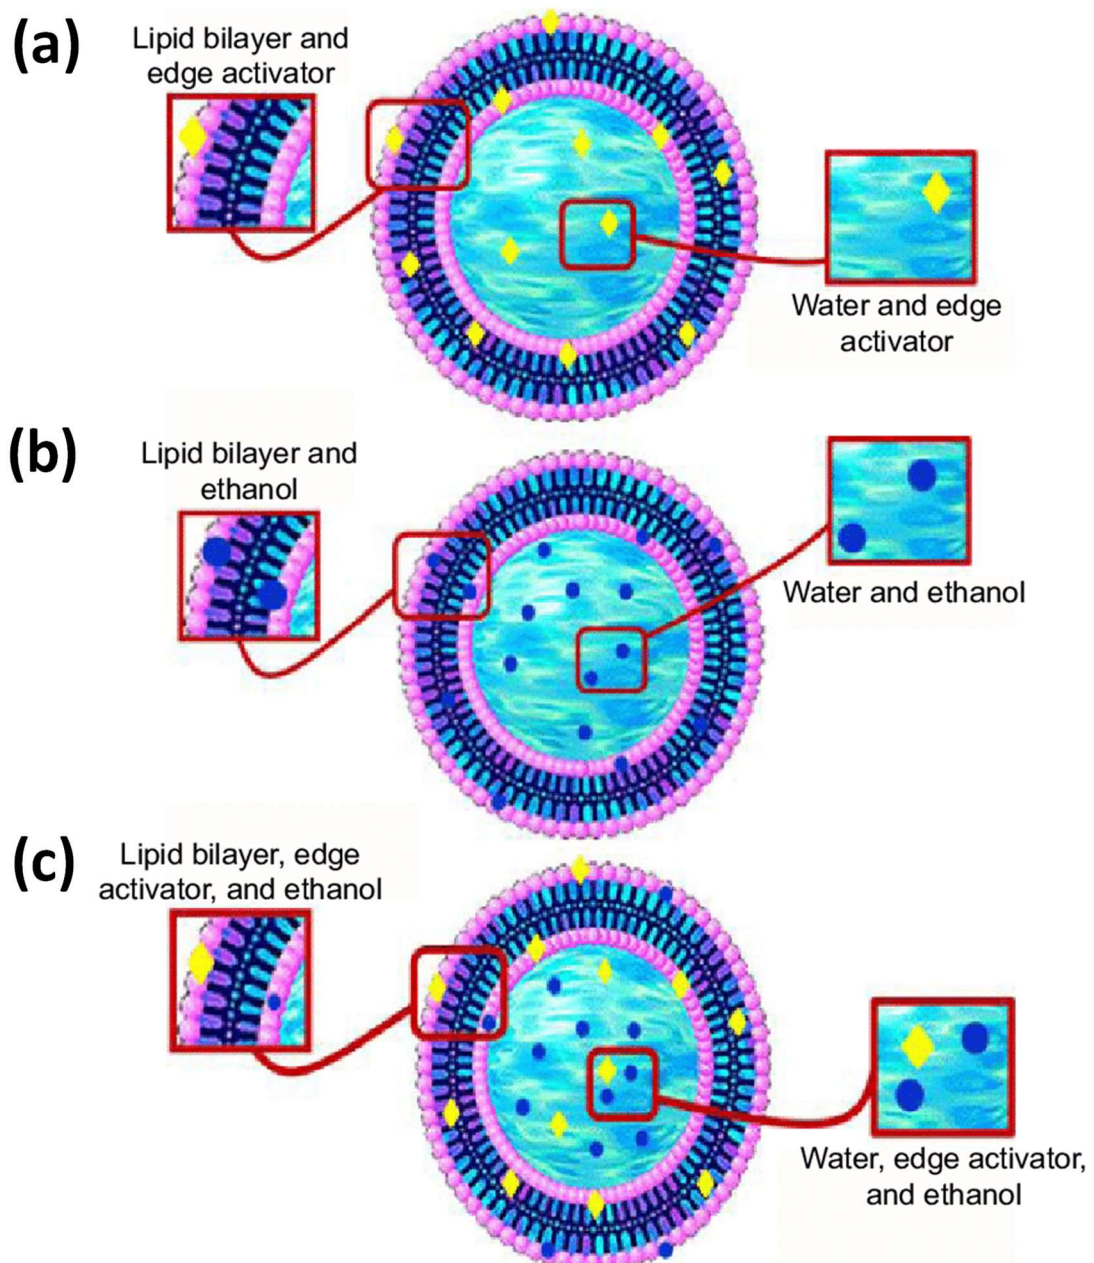 (a)
Lipid bilayer and
edge activator
Water and edge
activator
(b)
Lipid bilayer and
ethanol
Water and ethanol
(c)
Lipid bilayer, edge
activator, and ethanol
Water, edge activator,
and ethanol